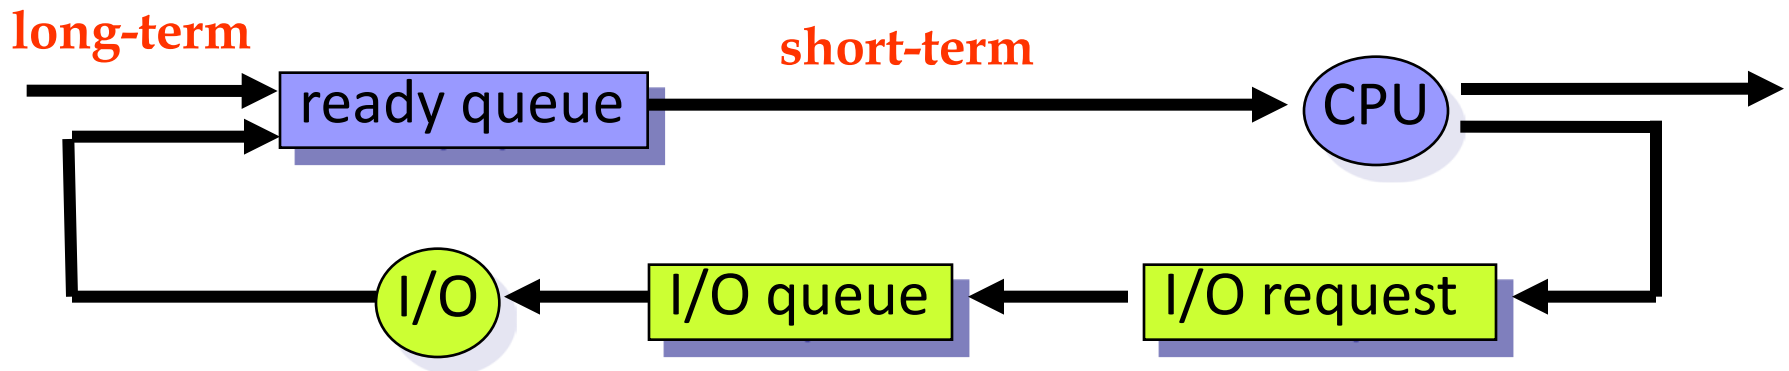 long-term
short-term
ready queue
CPU
I/O
I/O queue
I/O request